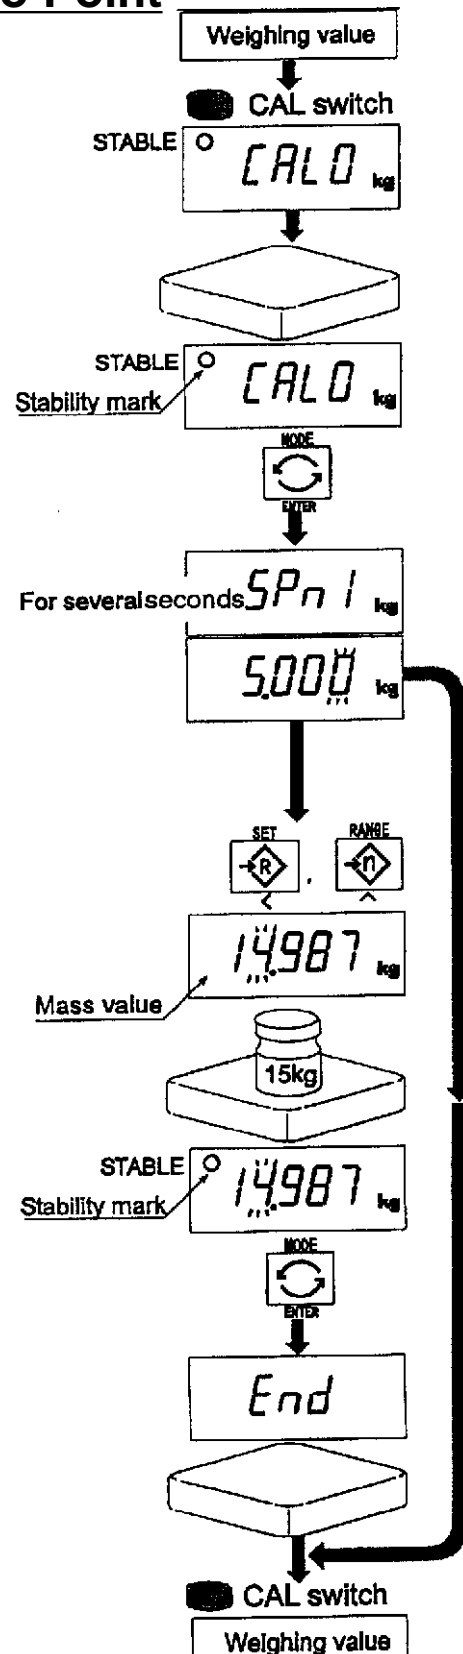 Point
Weighing value
CAL switch
STABLE CAL0 kg
STABLE CAL0 kg
Stability mark
MODE
ENTER
For several seconds SPn 1 kg
5.000 kg
SET RANGE
R , n
14.987 kg
Mass value
15kg
STABLE 14.987 kg
Stability mark
MODE
ENTER
End
CAL switch
Weighing value